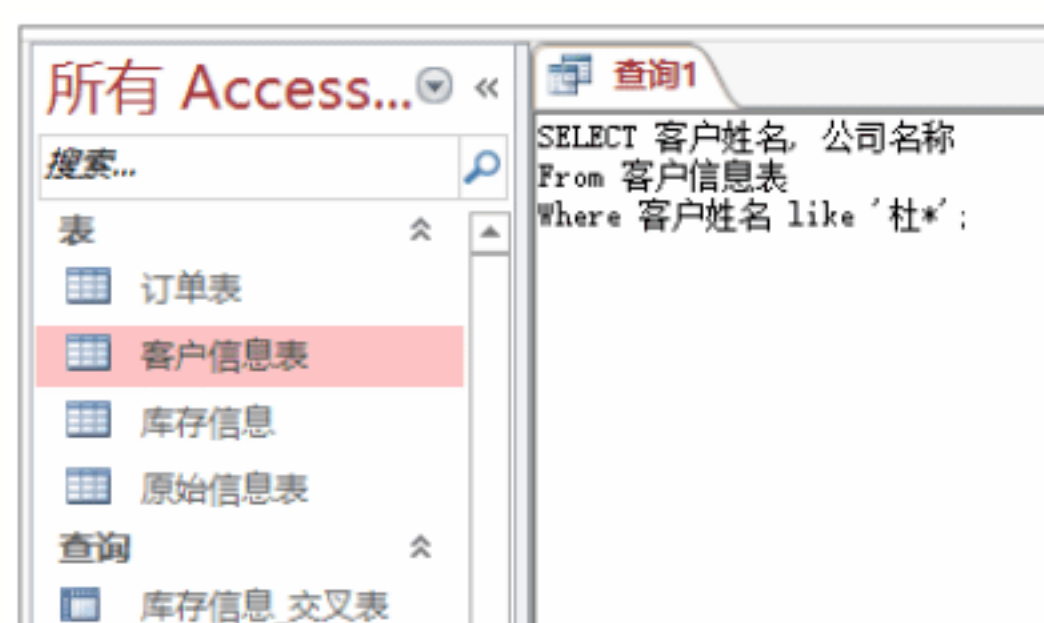 所有 Access...
搜索...
表
订单表
客户信息表
库存信息
原始信息表
查询
库存信息_交叉表
查询1
SELECT 客户姓名, 公司名称
From 客户信息表
Where 客户姓名 like '杜*';